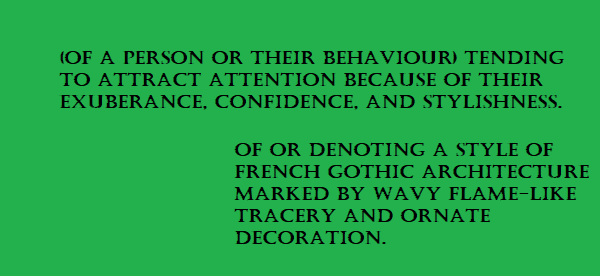 (OF A PERSON OR THEIR BEHAVIOUR) TENDING
TO ATTRACT ATTENTION BECAUSE OF THEIR
EXUBERANCE, CONFIDENCE, AND STYLISHNESS.
OF OR DENOTING A STYLE OF
FRENCH GOTHIC ARCHITECTURE
MARKED BY WAVY FLAME-LIKE
TRACERY AND ORNATE
DECORATION.